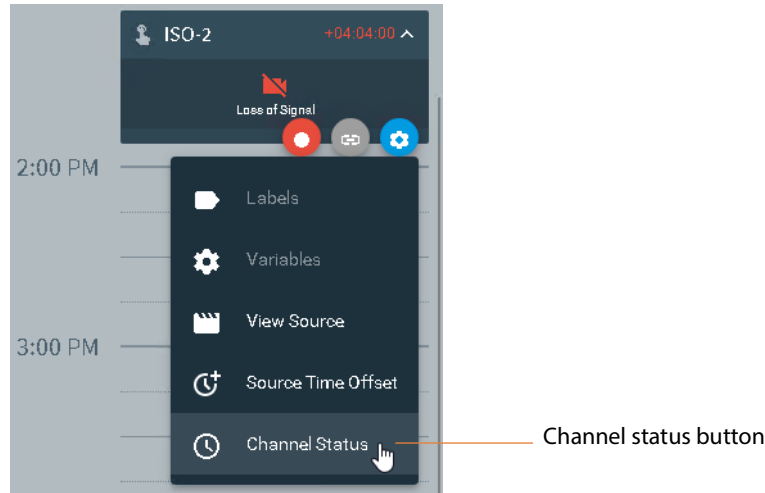 ISO-2 +04:04:00
Loss of Signal
2:00 PM
Labels
Variables
View Source
3:00 PM
Source Time Offset
Channel Status
Channel status button